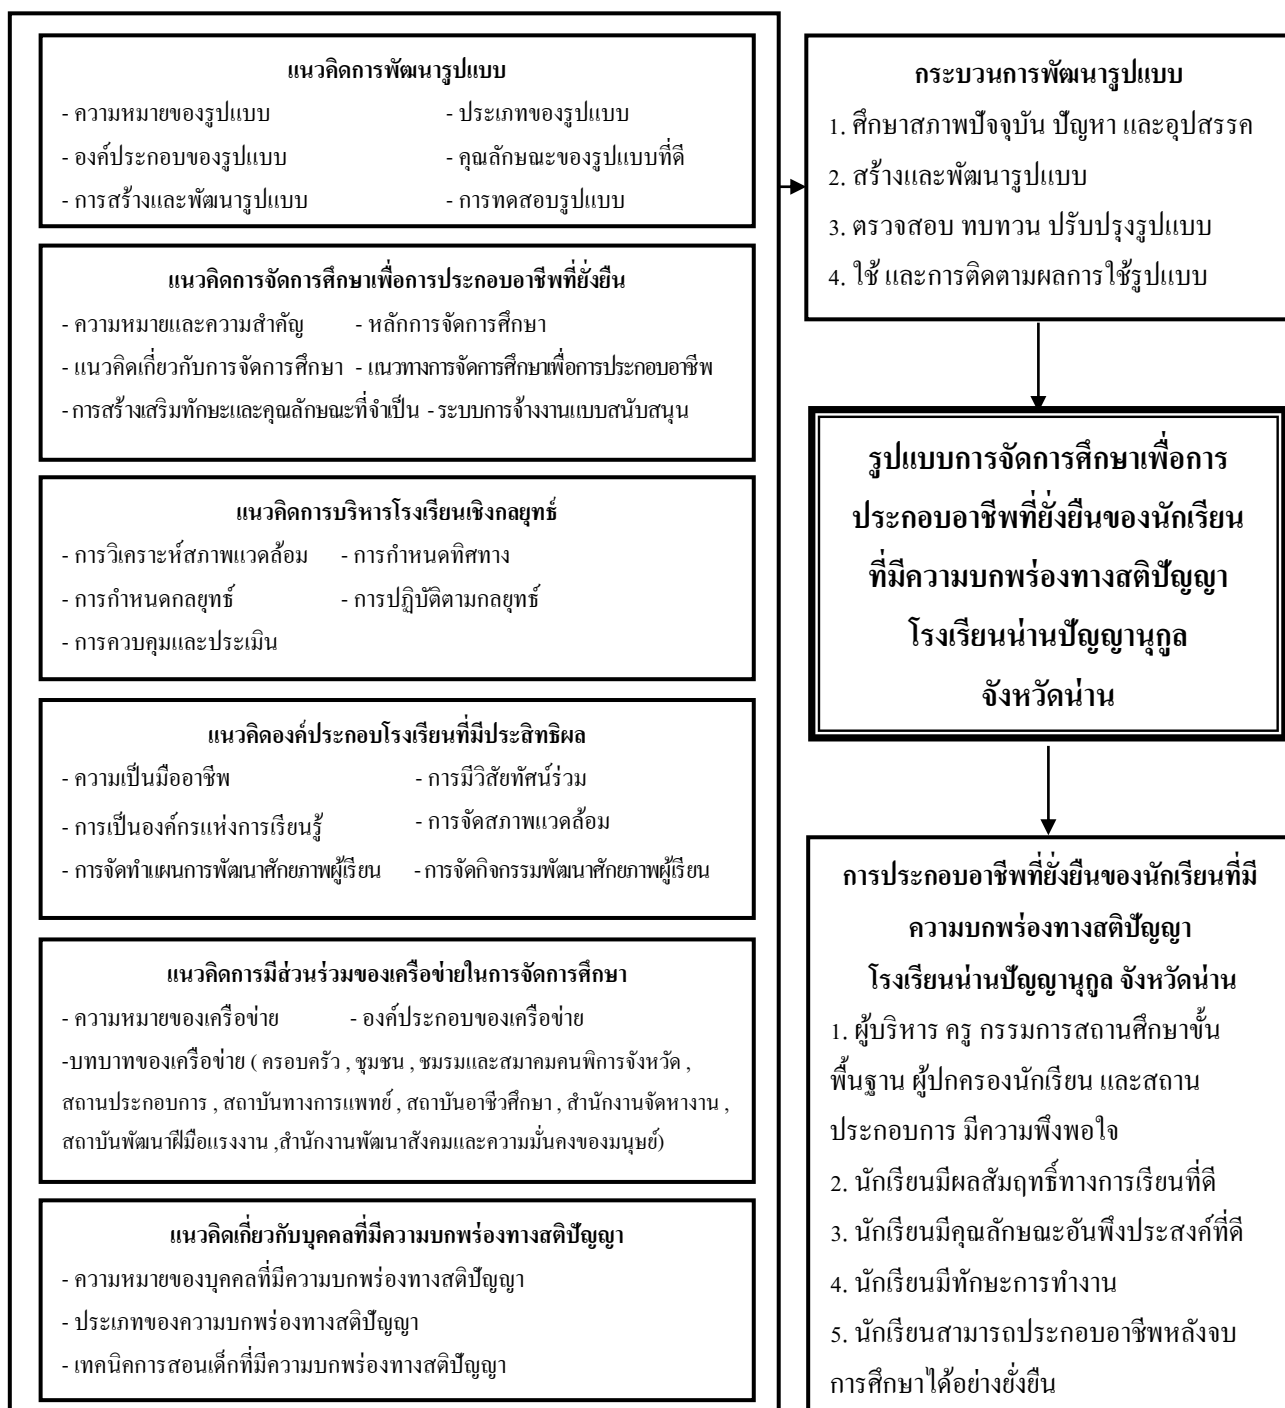 แนวคิดการพัฒนารูปแบบ
- ความหมายของรูปแบบ - ประเภทของรูปแบบ
- องค์ประกอบของรูปแบบ - คุณลักษณะของรูปแบบที่ดี
- การสร้างและพัฒนารูปแบบ - การทดสอบรูปแบบ
แนวคิดการจัดการศึกษาเพื่อการประกอบอาชีพที่ยั่งยืน
- ความหมายและความสำคัญ - หลักการจัดการศึกษา
- แนวคิดเกี่ยวกับการจัดการศึกษา - แนวทางการจัดการศึกษาเพื่อการประกอบอาชีพ
- การสร้างเสริมทักษะและคุณลักษณะที่จำเป็น - ระบบการจ้างงานแบบสนับสนุน
แนวคิดการบริหารโรงเรียนเชิงกลยุทธ์
- การวิเคราะห์สภาพแวดล้อม - การกำหนดทิศทาง
- การกำหนดกลยุทธ์ - การปฏิบัติตามกลยุทธ์
- การควบคุมและประเมิน
แนวคิดองค์ประกอบโรงเรียนที่มีประสิทธิผล
- ความเป็นมืออาชีพ - การมีวิสัยทัศน์ร่วม
- การเป็นองค์กรแห่งการเรียนรู้ - การจัดสภาพแวดล้อม
- การจัดทำแผนการพัฒนาศักยภาพผู้เรียน - การจัดกิจกรรมพัฒนาศักยภาพผู้เรียน
แนวคิดการมีส่วนร่วมของเครือข่ายในการจัดการศึกษา
- ความหมายของเครือข่าย - องค์ประกอบของเครือข่าย
-บทบาทของเครือข่าย ( ครอบครัว , ชุมชน , ชมรมและสมาคมคนพิการจังหวัด ,
สถานประกอบการ , สถาบันทางการแพทย์ , สถาบันอาชีวศึกษา , สำนักงานจัดหางาน ,
สถาบันพัฒนาฝีมือแรงงาน ,สำนักงานพัฒนาสังคมและความมั่นคงของมนุษย์)
แนวคิดเกี่ยวกับบุคคลที่มีความบกพร่องทางสติปัญญา
- ความหมายของบุคคลที่มีความบกพร่องทางสติปัญญา
- ประเภทของความบกพร่องทางสติปัญญา
- เทคนิคการสอนเด็กที่มีความบกพร่องทางสติปัญญา
กระบวนการพัฒนารูปแบบ
1. ศึกษาสภาพปัจจุบัน ปัญหา และอุปสรรค
2. สร้างและพัฒนารูปแบบ
3. ตรวจสอบ ทบทวน ปรับปรุงรูปแบบ
4. ใช้ และการติดตามผลการใช้รูปแบบ
รูปแบบการจัดการศึกษาเพื่อการ
ประกอบอาชีพที่ยั่งยืนของนักเรียน
ที่มีความบกพร่องทางสติปัญญา
โรงเรียนน่านปัญญานุกูล
จังหวัดน่าน
การประกอบอาชีพที่ยั่งยืนของนักเรียนที่มี
ความบกพร่องทางสติปัญญา
โรงเรียนน่านปัญญานุกูล จังหวัดน่าน
1. ผู้บริหาร ครู กรรมการสถานศึกษาขั้น
พื้นฐาน ผู้ปกครองนักเรียน และสถาน
ประกอบการ มีความพึงพอใจ
2. นักเรียนมีผลสัมฤทธิ์ทางการเรียนที่ดี
3. นักเรียนมีคุณลักษณะอันพึงประสงค์ที่ดี
4. นักเรียนมีทักษะการทำงาน
5. นักเรียนสามารถประกอบอาชีพหลังจบ
การศึกษาได้อย่างยั่งยืน